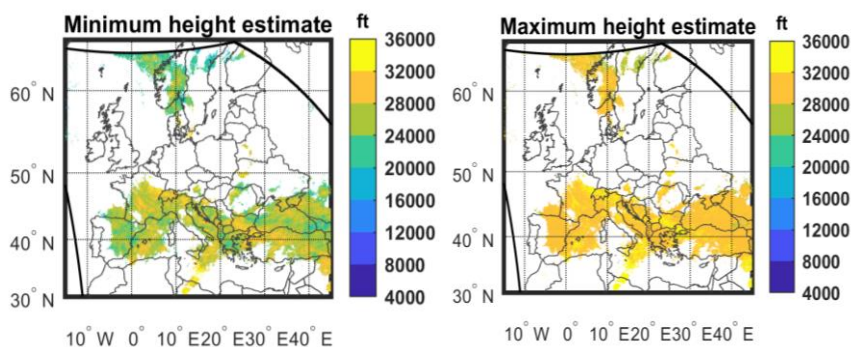 Minimum height estimate
ft
36000
32000
28000
24000
20000
16000
12000
8000
4000
60° N
50° N
40° N
30° N
10° W 0° 10° E20° E30° E40° E
Maximum height estimate
ft
36000
32000
28000
24000
20000
16000
12000
8000
4000
60° N
50° N
40° N
30° N
10° W 0° 10° E20° E30° E40° E